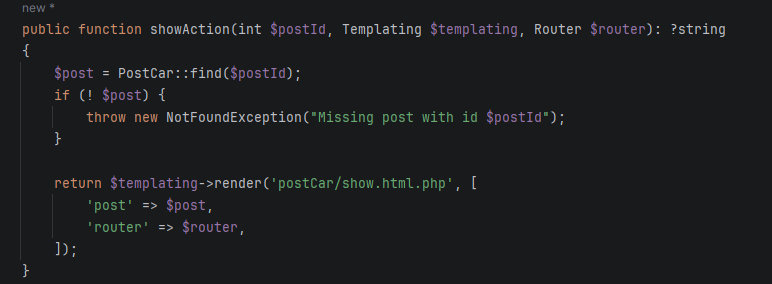 new *
public function showAction(int $postId, Templating $templating, Router $router): ?string
{
    $post = PostCar::find($postId);
    if (! $post) {
        throw new NotFoundException("Missing post with id $postId");
    }

    return $templating->render('postCar/show.html.php', [
        'post' => $post,
        'router' => $router,
    ]);
}